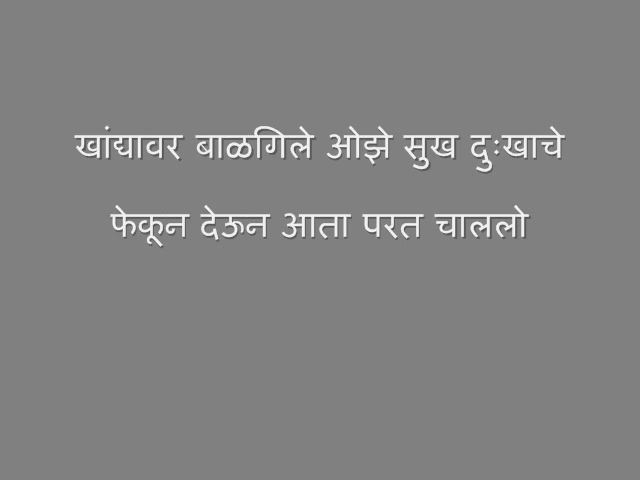 खांद्यावर बाळगिले ओझे सुख दुःखाचे
फेकून देऊन आता परत चाललो